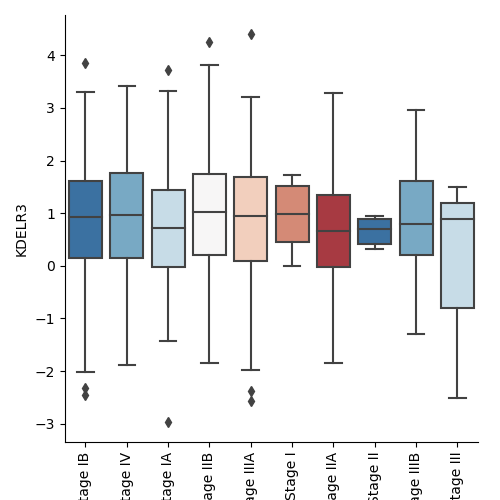 4
3
2
1
0
−1
−2
−3
KDELR3
tage IB
tage IV
tage IA
age IIB
age IIIA
Stage I
age IIA
Stage II
age IIIB
tage III